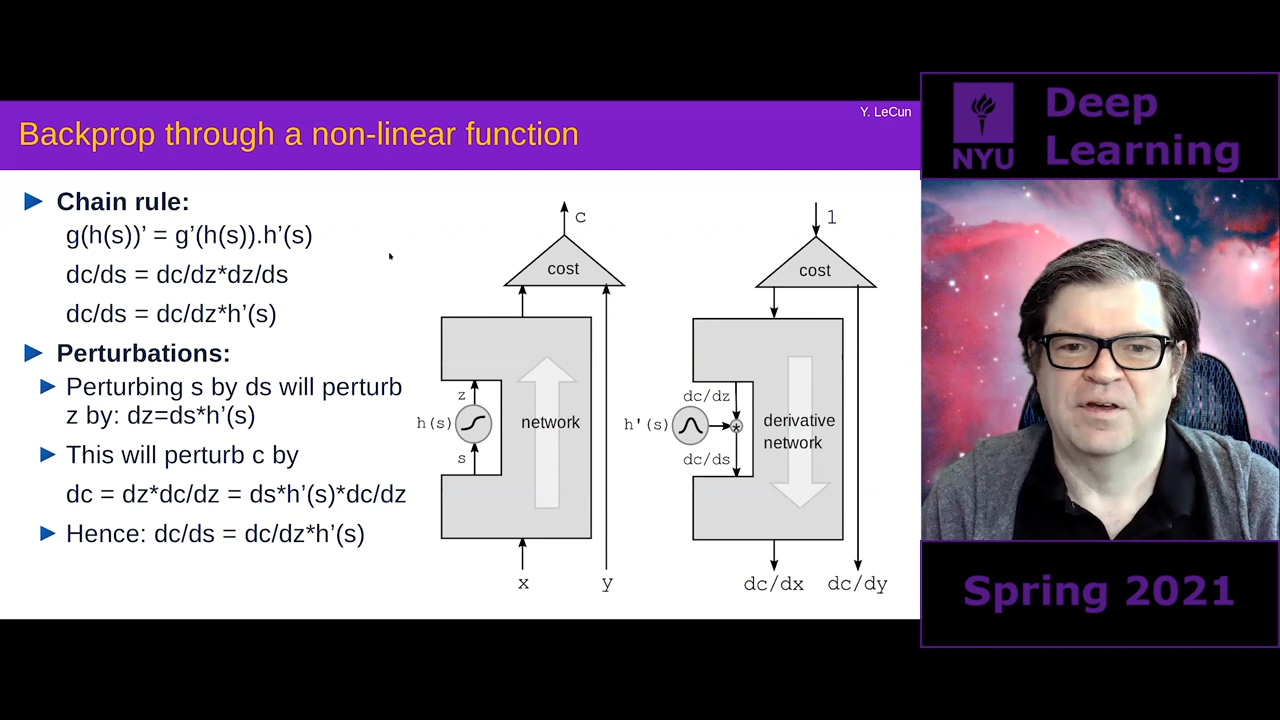 Y. LeCun
Backprop through a non-linear function
Chain rule:
g(h(s))’ = g’(h(s)).h’(s)
dc/ds = dc/dz*dz/ds
dc/ds = dc/dz*h’(s)
Perturbations:
Perturbing s by ds will perturb
z by: dz=ds*h’(s)
This will perturb c by
dc = dz*dc/dz = ds*h’(s)*dc/dz
Hence: dc/ds = dc/dz*h’(s)
c
cost
z
h(s)
network
s
x
y
1
cost
dc/dz
h'(s)
*
derivative
network
dc/ds
dc/dx
dc/dy
NYU
Deep
Learning
Spring 2021